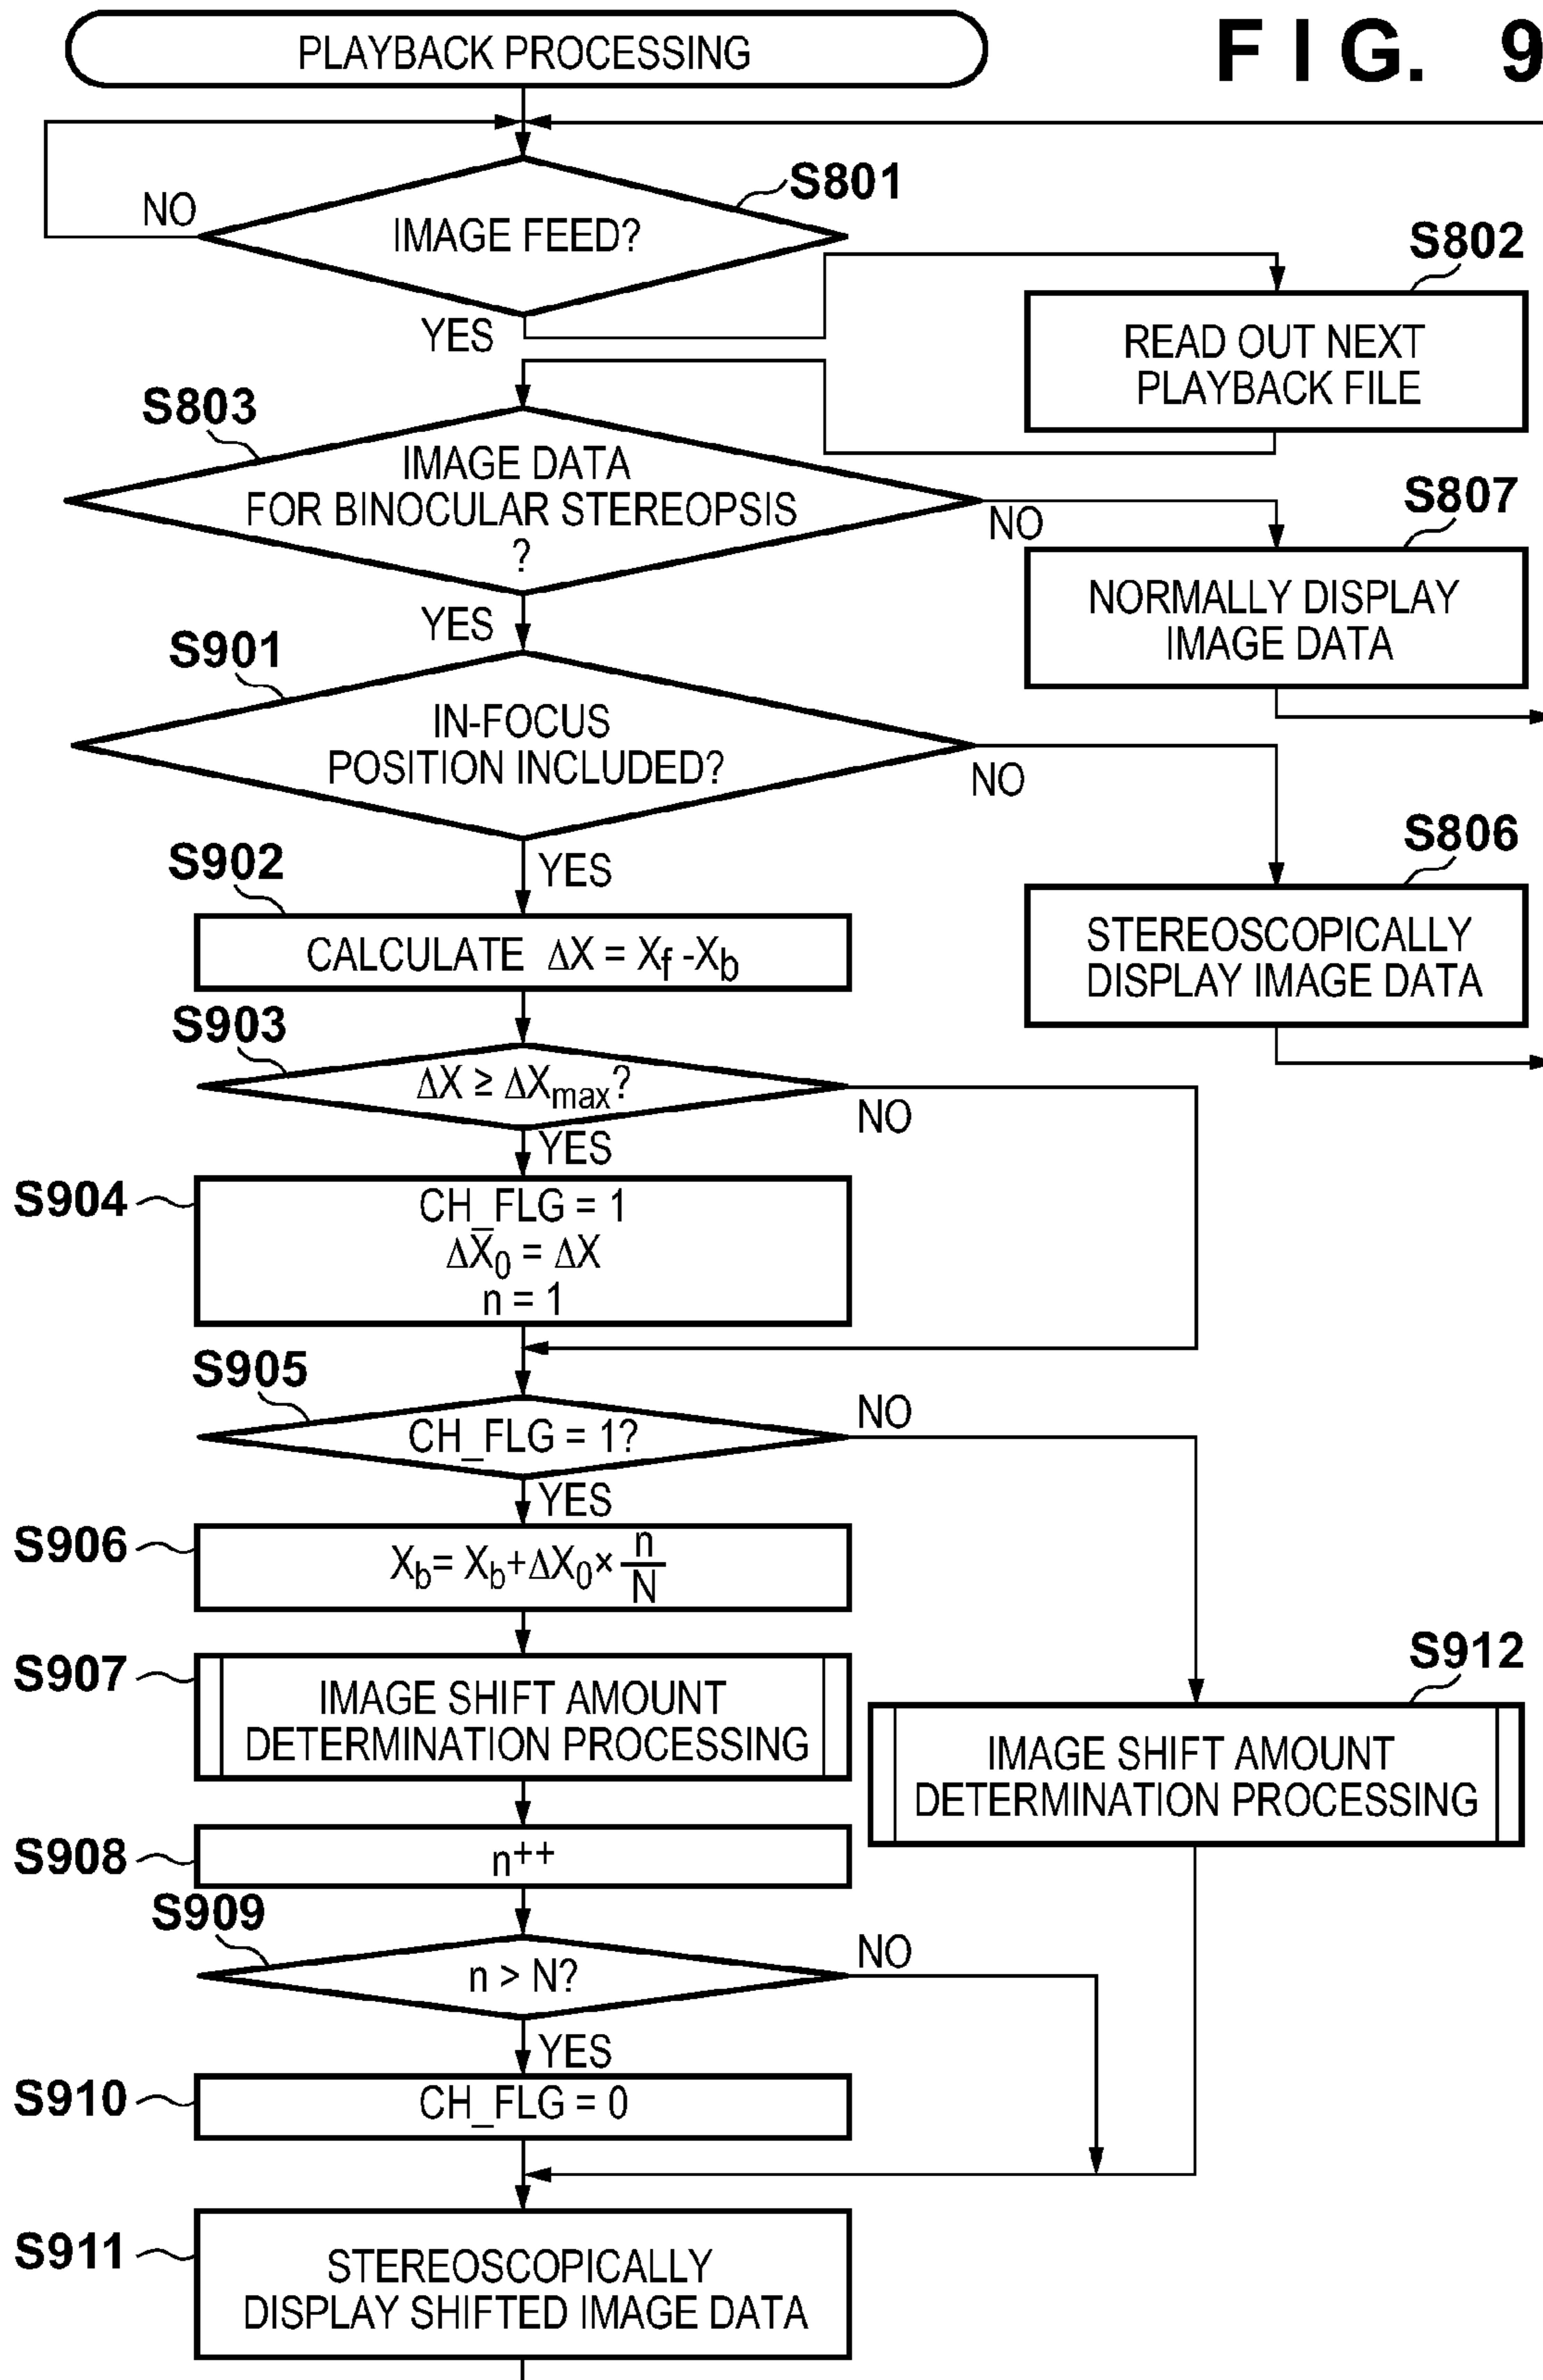 FIG. 9
PLAYBACK PROCESSING
S801
IMAGE FEED?
NO
YES
S802
READ OUT NEXT
PLAYBACK FILE
S803
IMAGE DATA
FOR BINOCULAR STEREOPSIS
?
NO
YES
S807
NORMALLY DISPLAY
IMAGE DATA
S901
IN-FOCUS
POSITION INCLUDED?
NO
YES
S806
STEREOSCOPICALLY
DISPLAY IMAGE DATA
S902
CALCULATE ΔX = Xf -Xb
S903
ΔX ≥ ΔXmax?
NO
YES
S904
CH_FLG = 1
ΔX0 = ΔX
n = 1
S905
CH_FLG = 1?
NO
YES
S906
Xb= Xb+ΔX0× n/N
S907
IMAGE SHIFT AMOUNT
DETERMINATION PROCESSING
S912
IMAGE SHIFT AMOUNT
DETERMINATION PROCESSING
S908
n++
S909
n > N?
NO
YES
S910
CH_FLG = 0
S911
STEREOSCOPICALLY
DISPLAY SHIFTED IMAGE DATA